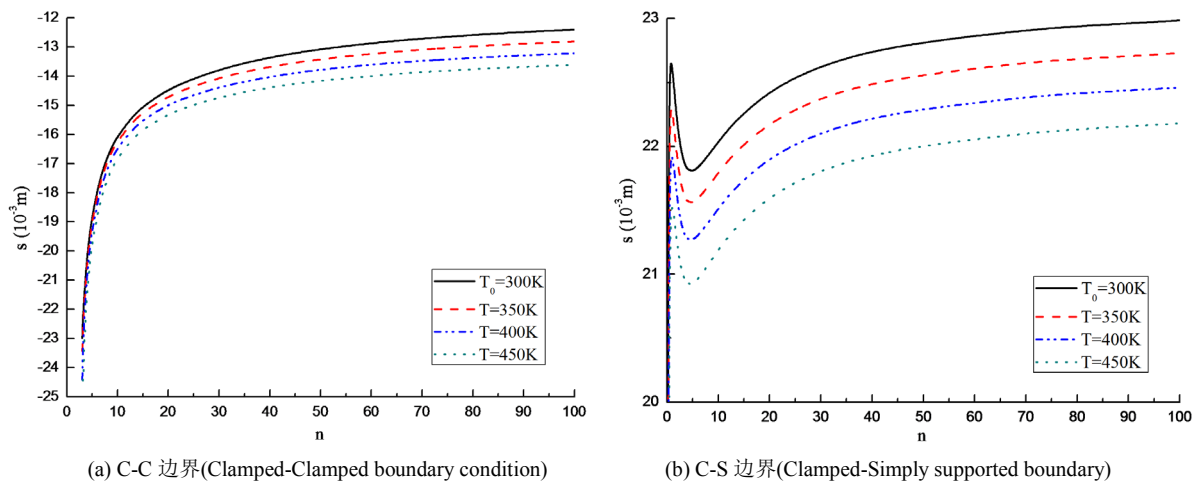 -12
-13
-14
-15
-16
-17
-18
-19
-20
-21
-22
-23
-24
-25
s (10⁻³m)
0 10 20 30 40 50 60 70 80 90 100
n
T₀=300K
T=350K
T=400K
T=450K
(a) C-C 边界(Clamped-Clamped boundary condition)
23
22
21
20
s (10⁻³m)
0 10 20 30 40 50 60 70 80 90 100
n
T₀=300K
T=350K
T=400K
T=450K
(b) C-S 边界(Clamped-Simply supported boundary)